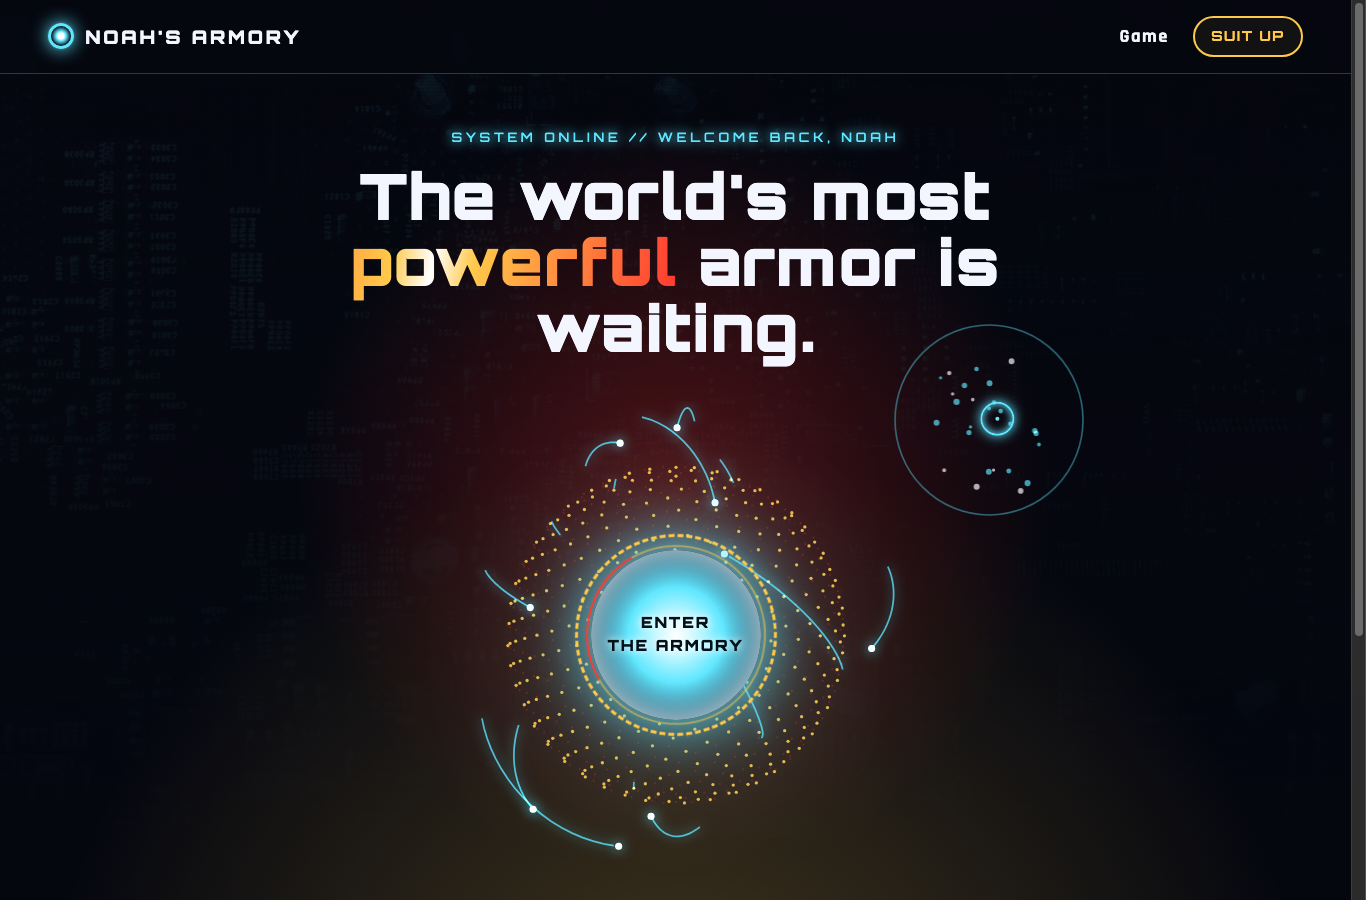 NOAH'S ARMORY
Game
SUIT UP
SYSTEM ONLINE // WELCOME BACK, NOAH
The world's most
powerful armor is
waiting.
ENTER
THE ARMORY